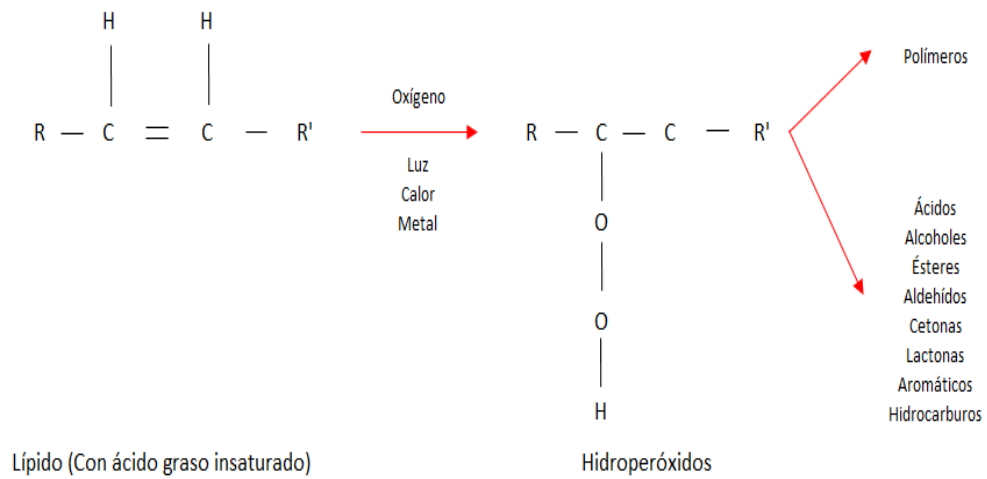 H H
R — C = C — R'
Oxígeno
Luz
Calor
Metal
R — C — C — R'
O
O
H
Polímeros
Ácidos
Alcoholes
Ésteres
Aldehídos
Cetonas
Lactonas
Aromáticos
Hidrocarburos
Lípido (Con ácido graso insaturado)
Hidroperóxidos